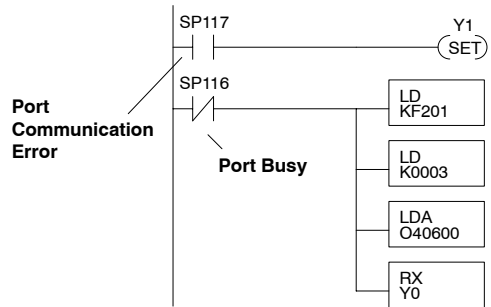 SP117
Y1
SET
SP116
Port
Communication
Error
Port Busy
LD
KF201
LD
K0003
LDA
O40600
RX
Y0